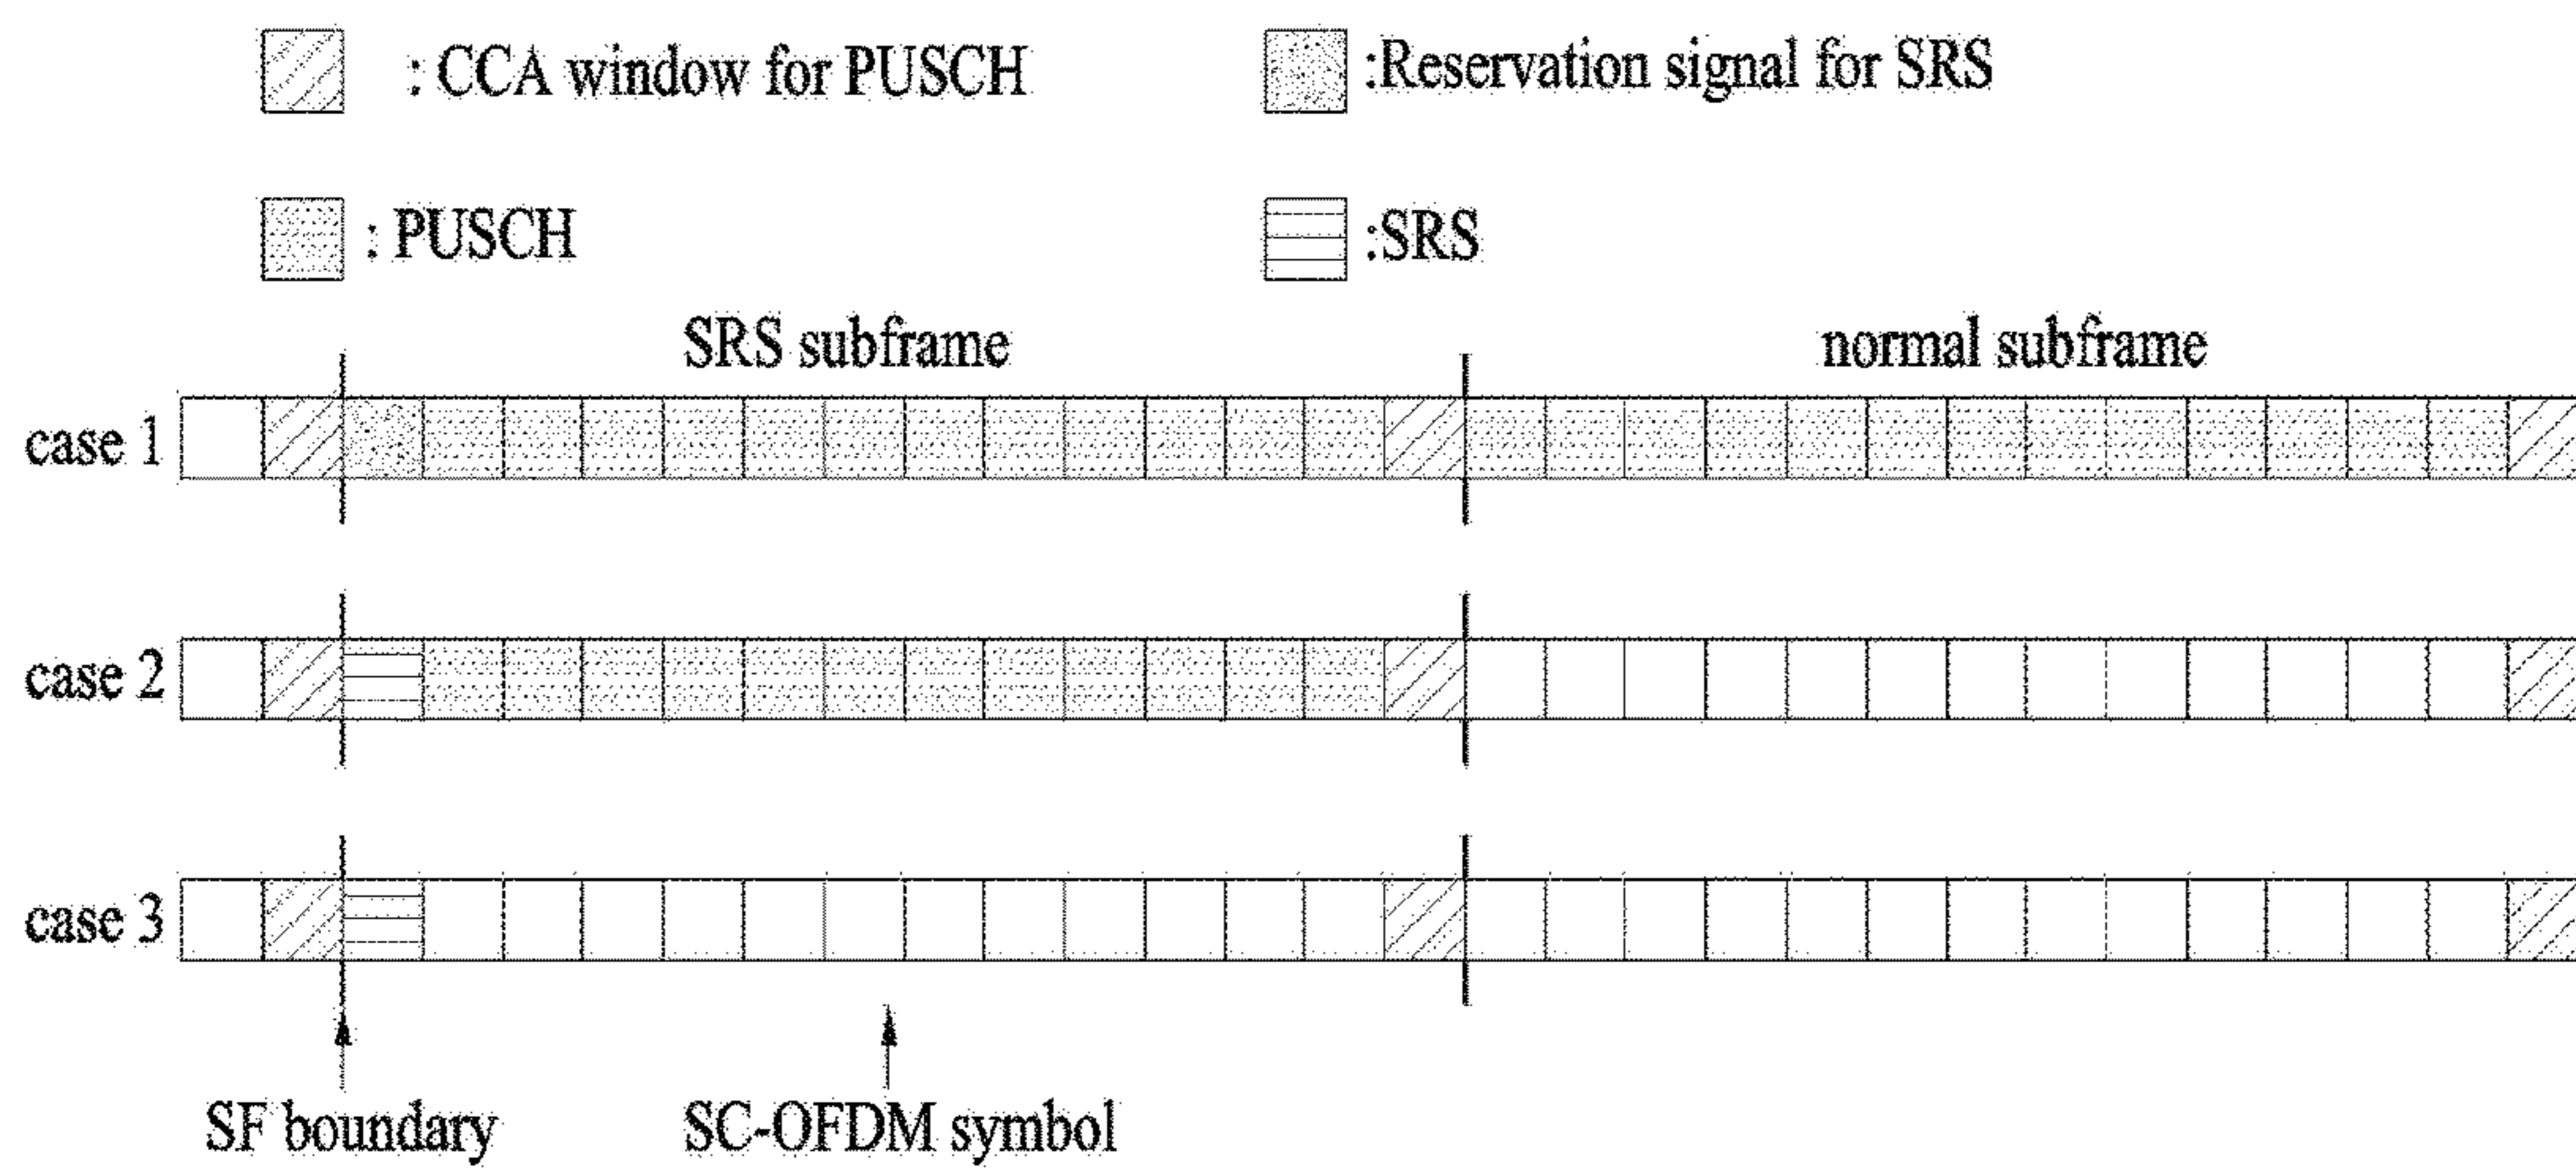 : CCA window for PUSCH
:Reservation signal for SRS
: PUSCH
:SRS
SRS subframe
normal subframe
case 1
case 2
case 3
SF boundary
SC-OFDM symbol